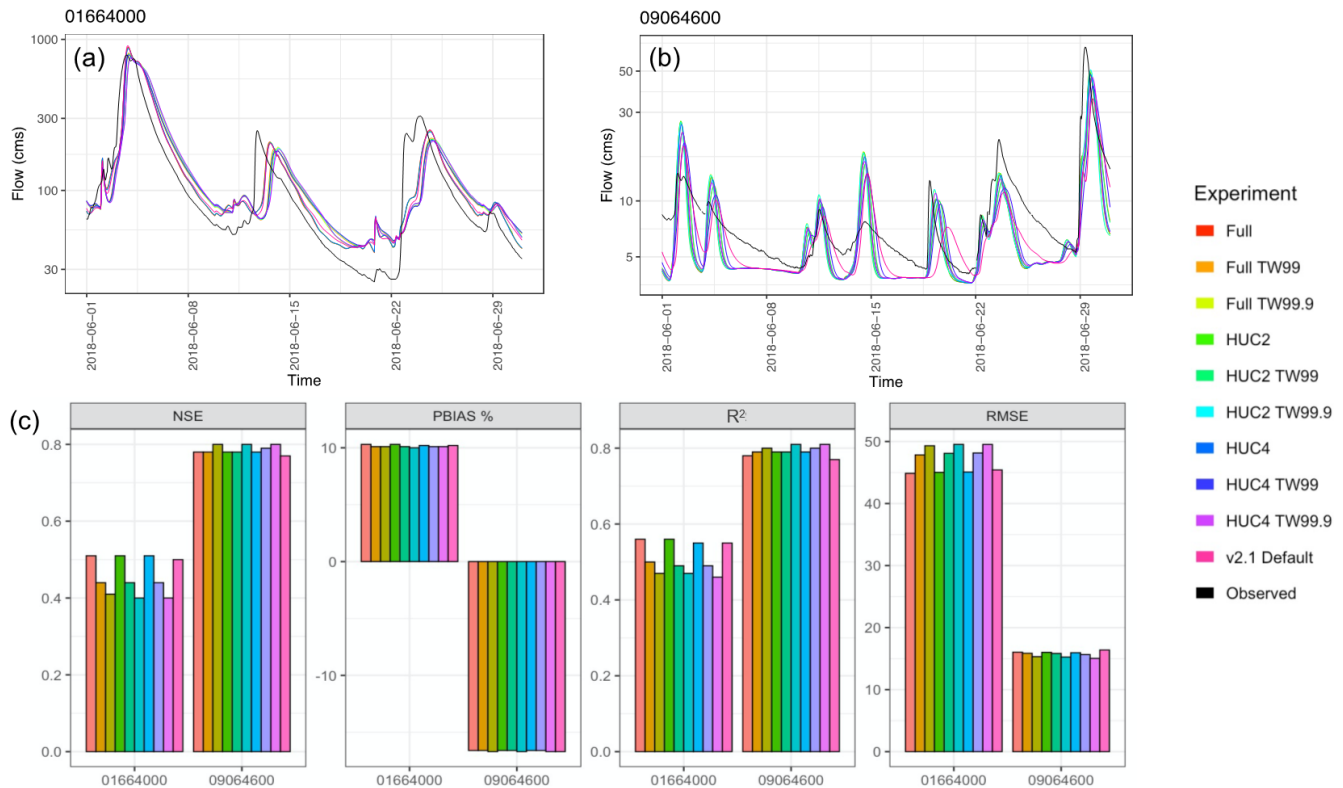 01664000
09064600
(a)
Flow (cms)
1000
300
100
30
2018-06-01
2018-06-08
2018-06-15
2018-06-22
2018-06-29
Time
(b)
Flow (cms)
50
30
10
5
2018-06-01
2018-06-08
2018-06-15
2018-06-22
2018-06-29
Time
Experiment
Full
Full TW99
Full TW99.9
HUC2
HUC2 TW99
HUC2 TW99.9
HUC4
HUC4 TW99
HUC4 TW99.9
v2.1 Default
Observed
(c)
NSE
0.8
0.6
0.4
0.2
0.0
01664000
09064600
PBIAS %
10
0
-10
01664000
09064600
R²
0.8
0.6
0.4
0.2
0.0
01664000
09064600
RMSE
50
40
30
20
10
0
01664000
09064600